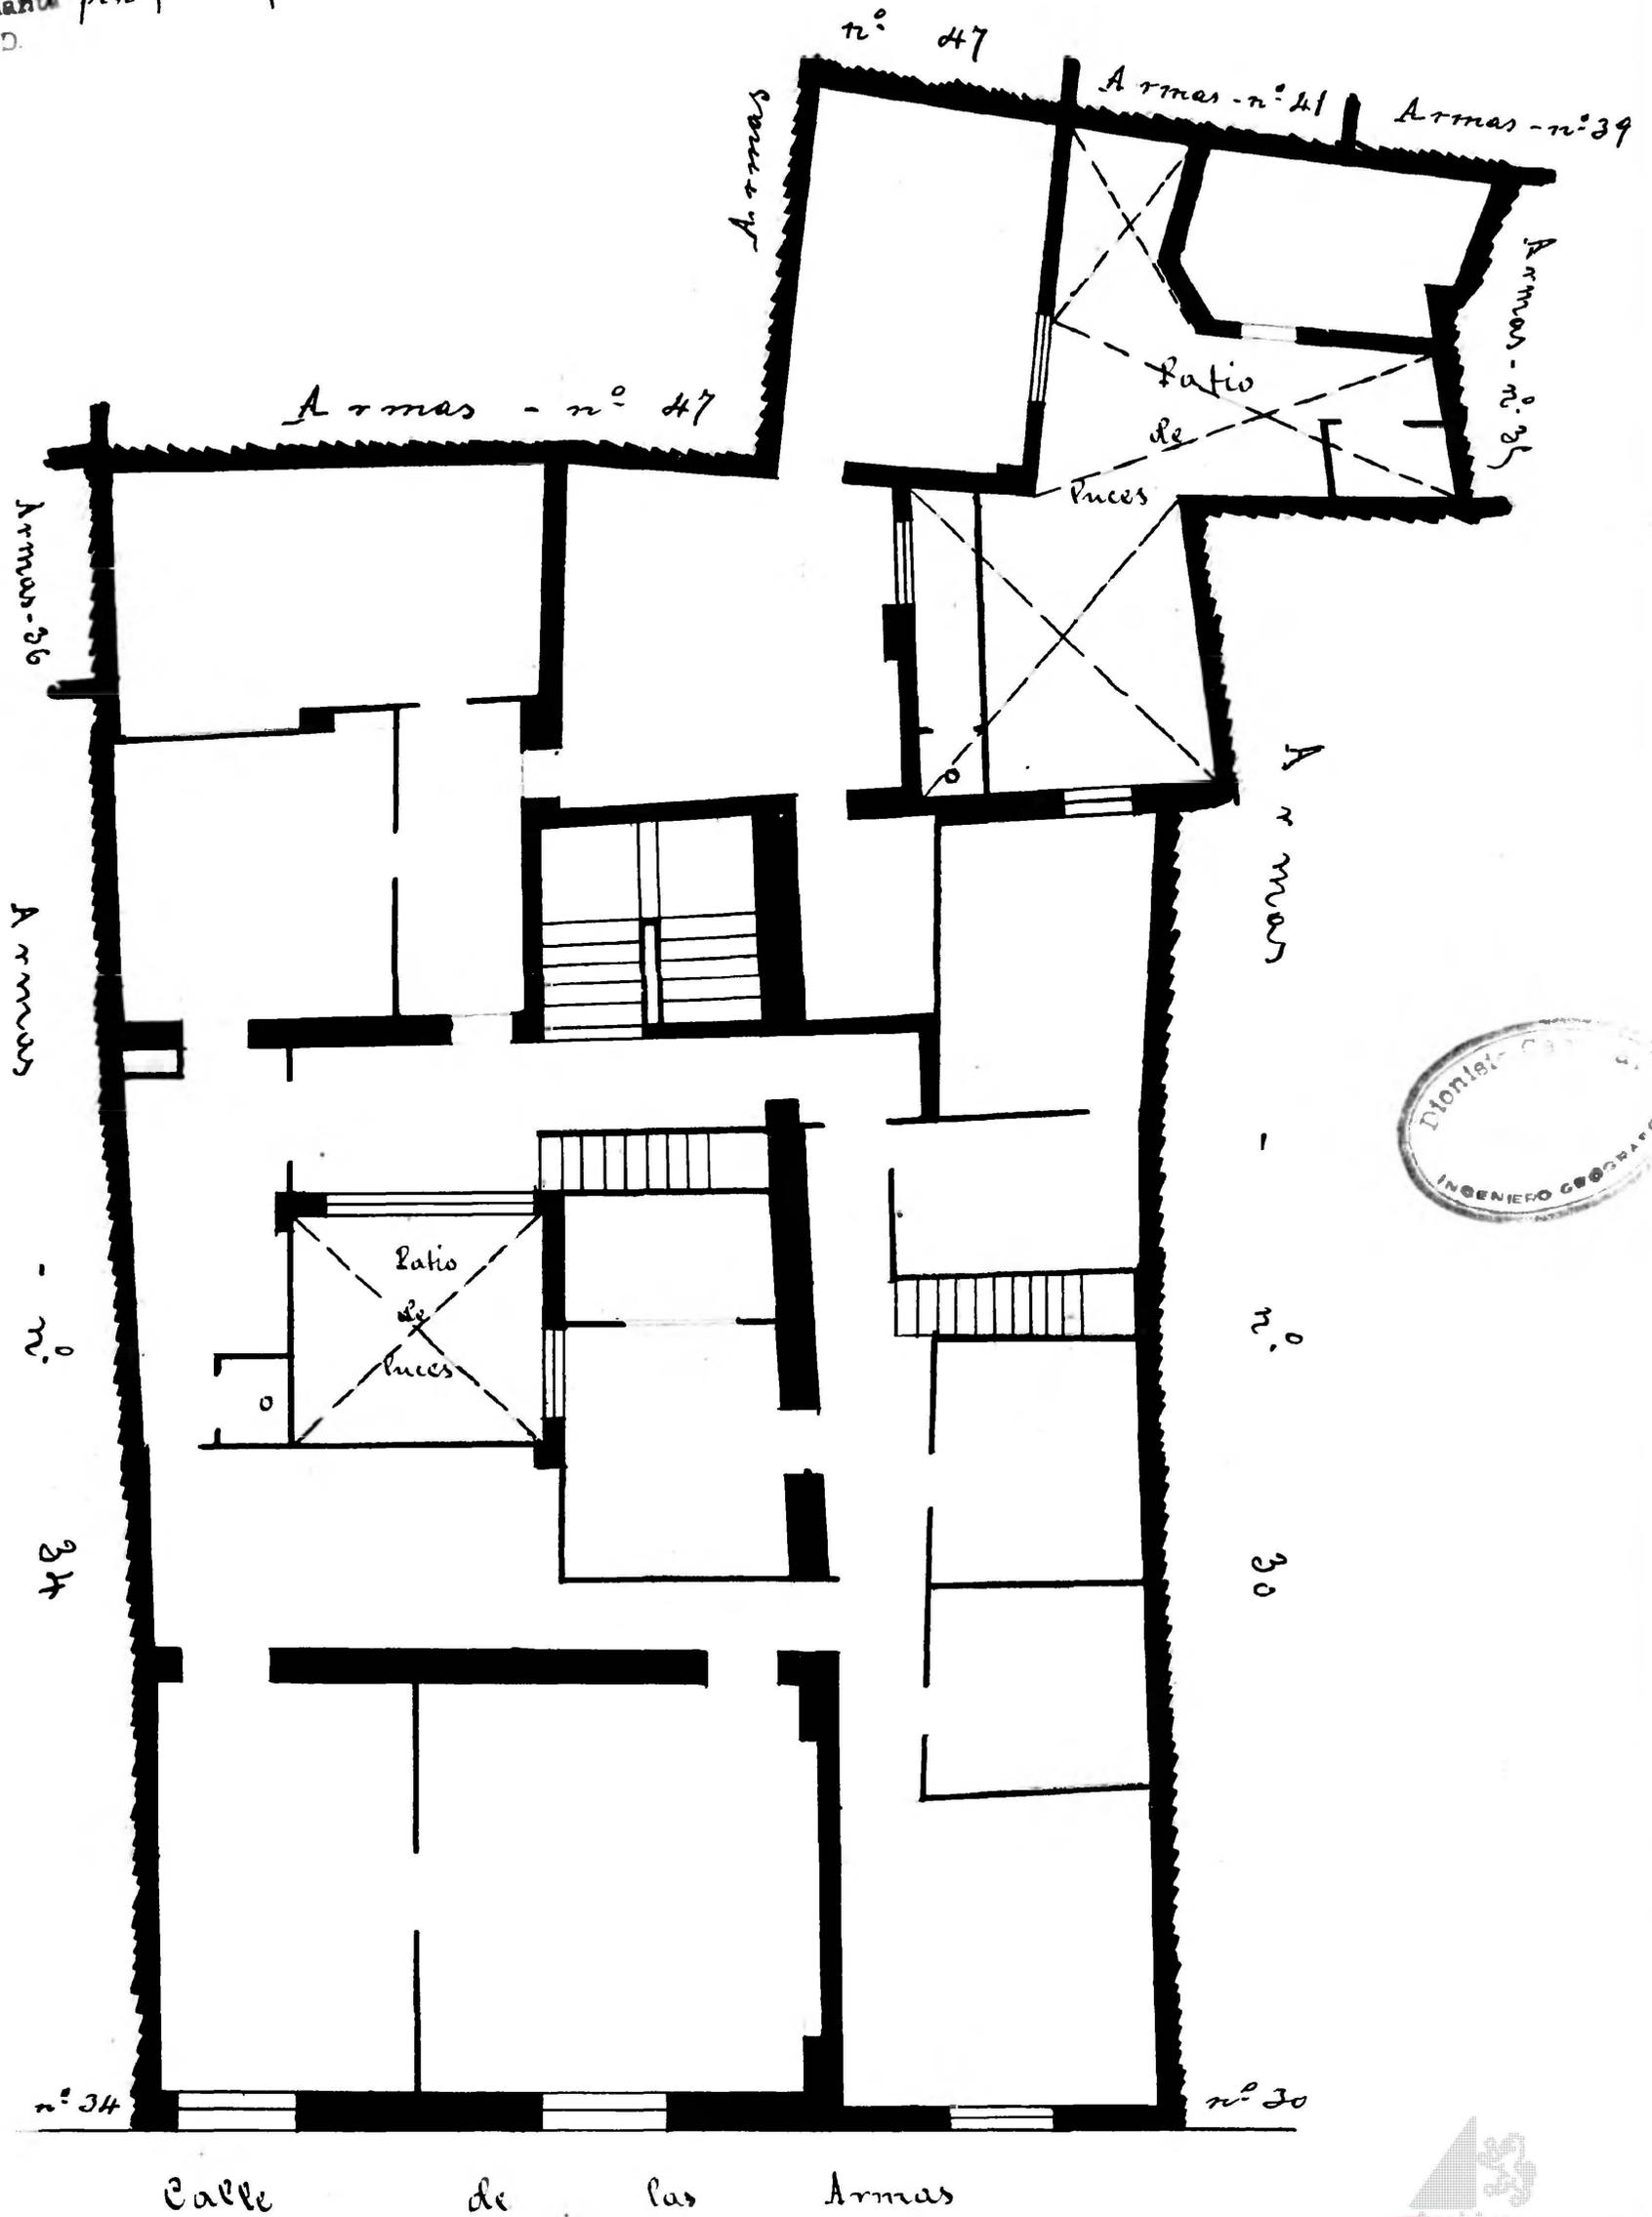 D.
nº 47
Armas - nº 41
Armas - nº 39
Armas
Armas - nº 35
Armas - nº 47
Patio
de
Luces
Armas - 36
Armas - nº 34
Armas - nº 30
Patio
de
Luces
Dionisio
INGENIERO GEOGRAFO
nº 34
nº 30
Calle de las Armas